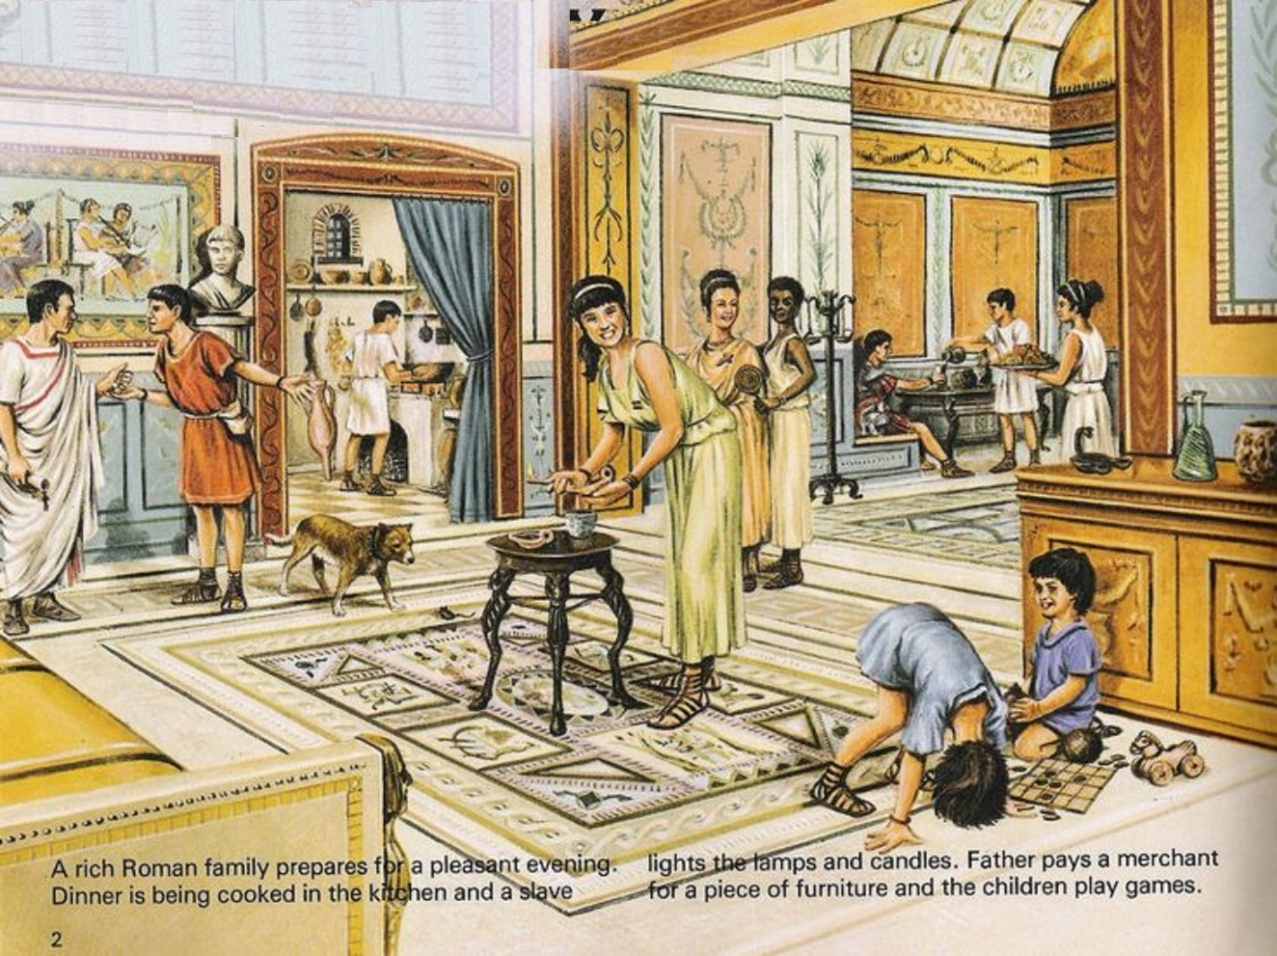 A rich Roman family prepares for a pleasant evening.
Dinner is being cooked in the kitchen and a slave
lights the lamps and candles. Father pays a merchant
for a piece of furniture and the children play games.
2